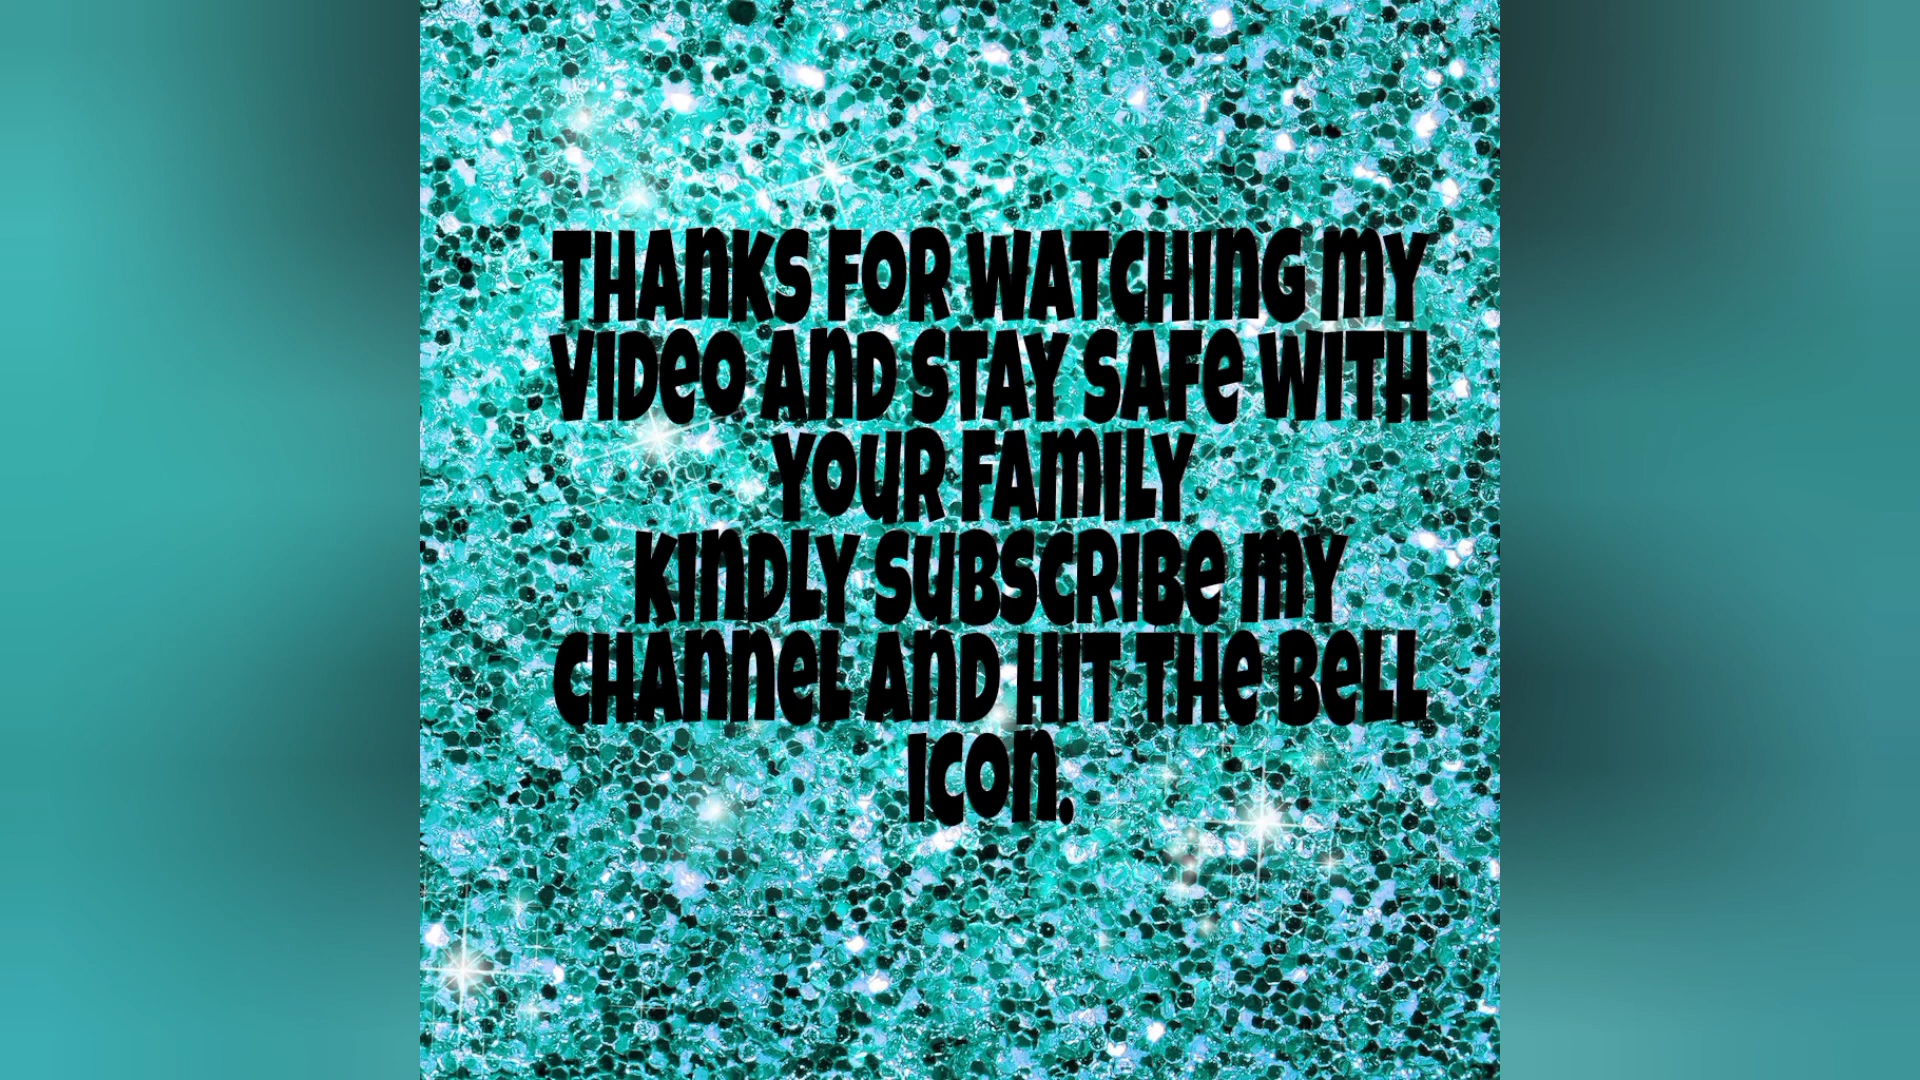 THANKS FOR WATCHING MY
VIDEO AND STAY SAFE WITH
YOUR FAMILY
KINDLY SUBSCRIBE MY
CHANNEL AND HIT THE BELL
ICON.